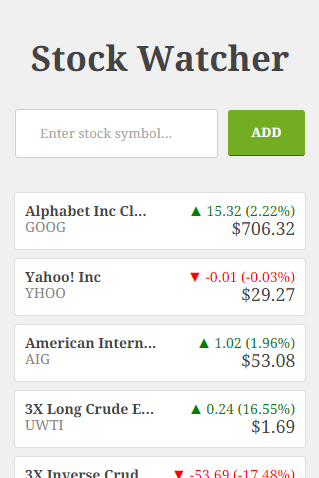 Stock Watcher
Enter stock symbol...
ADD
Alphabet Inc Cl... ▲ 15.32 (2.22%)
GOOG $706.32
Yahoo! Inc ▼ -0.01 (-0.03%)
YHOO $29.27
American Intern... ▲ 1.02 (1.96%)
AIG $53.08
3X Long Crude E... ▲ 0.24 (16.55%)
UWTI $1.69
3X Inverse Crud... ▼ -53.69 (-17.48%)